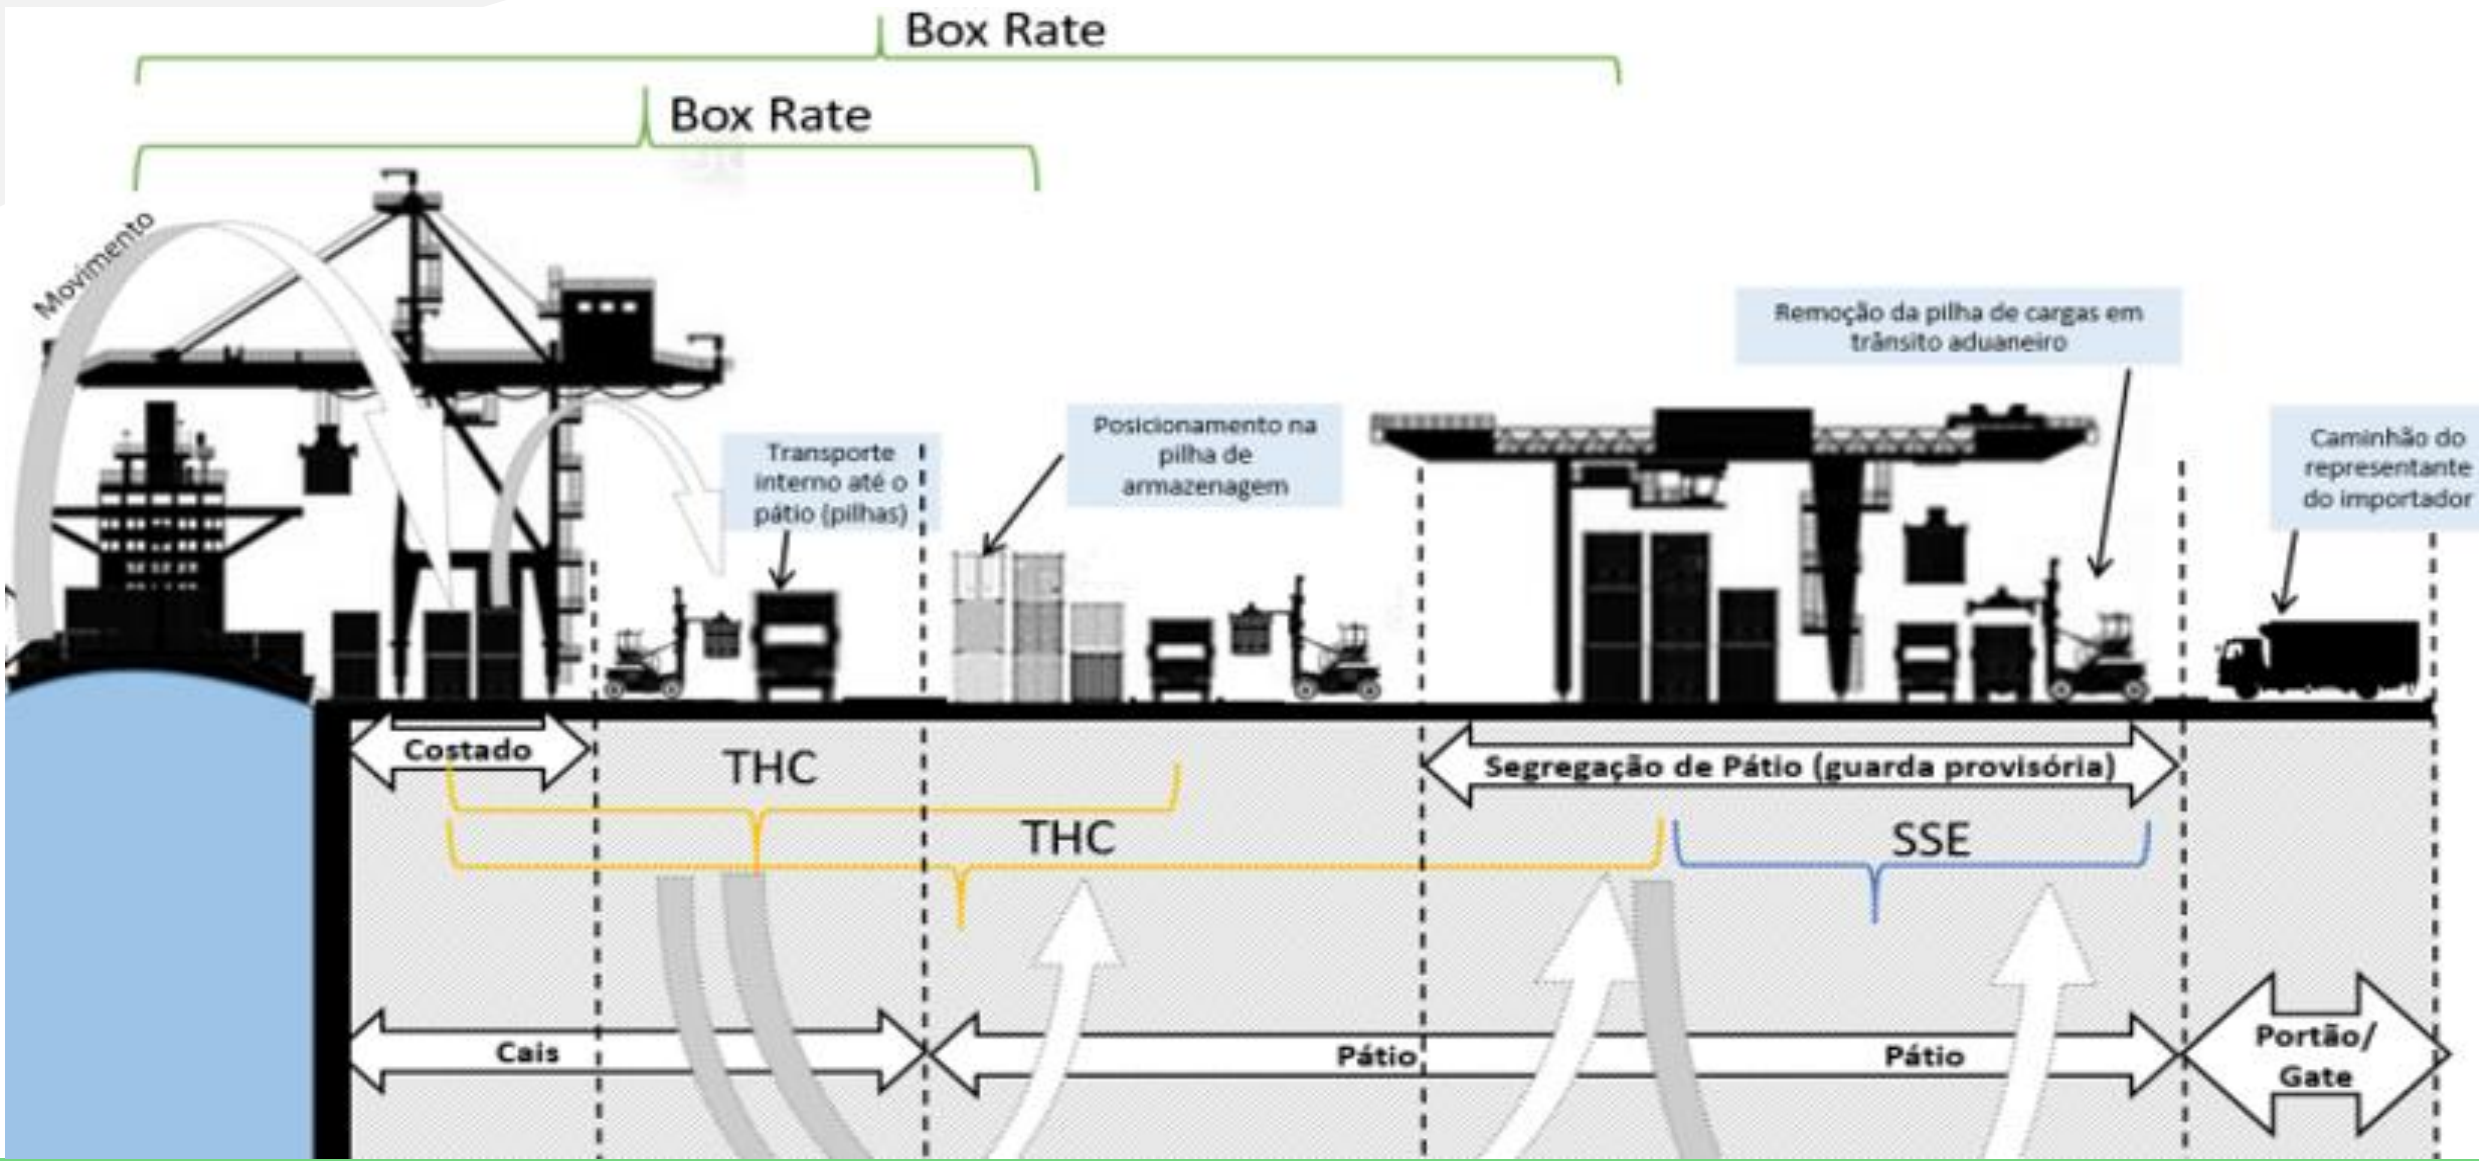 Box Rate
Box Rate
Movimento
Remoção da pilha de cargas em
trânsito aduaneiro
Posicionamento na
pilha de
armazenagem
Caminhão do
representante
do importador
Transporte
interno até o
pátio (pilhas)
Costado
THC
Segregação de Pátio (guarda provisória)
THC
SSE
Cais
Pátio
Pátio
Portão/
Gate